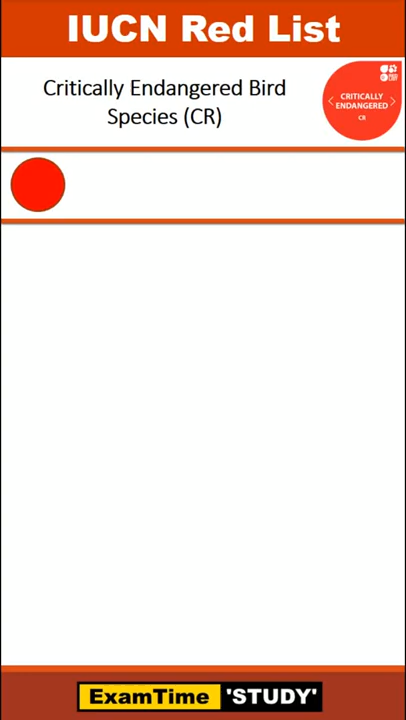 IUCN Red List
Critically Endangered Bird
Species (CR)
CRITICALLY
ENDANGERED
CR
ExamTime 'STUDY'